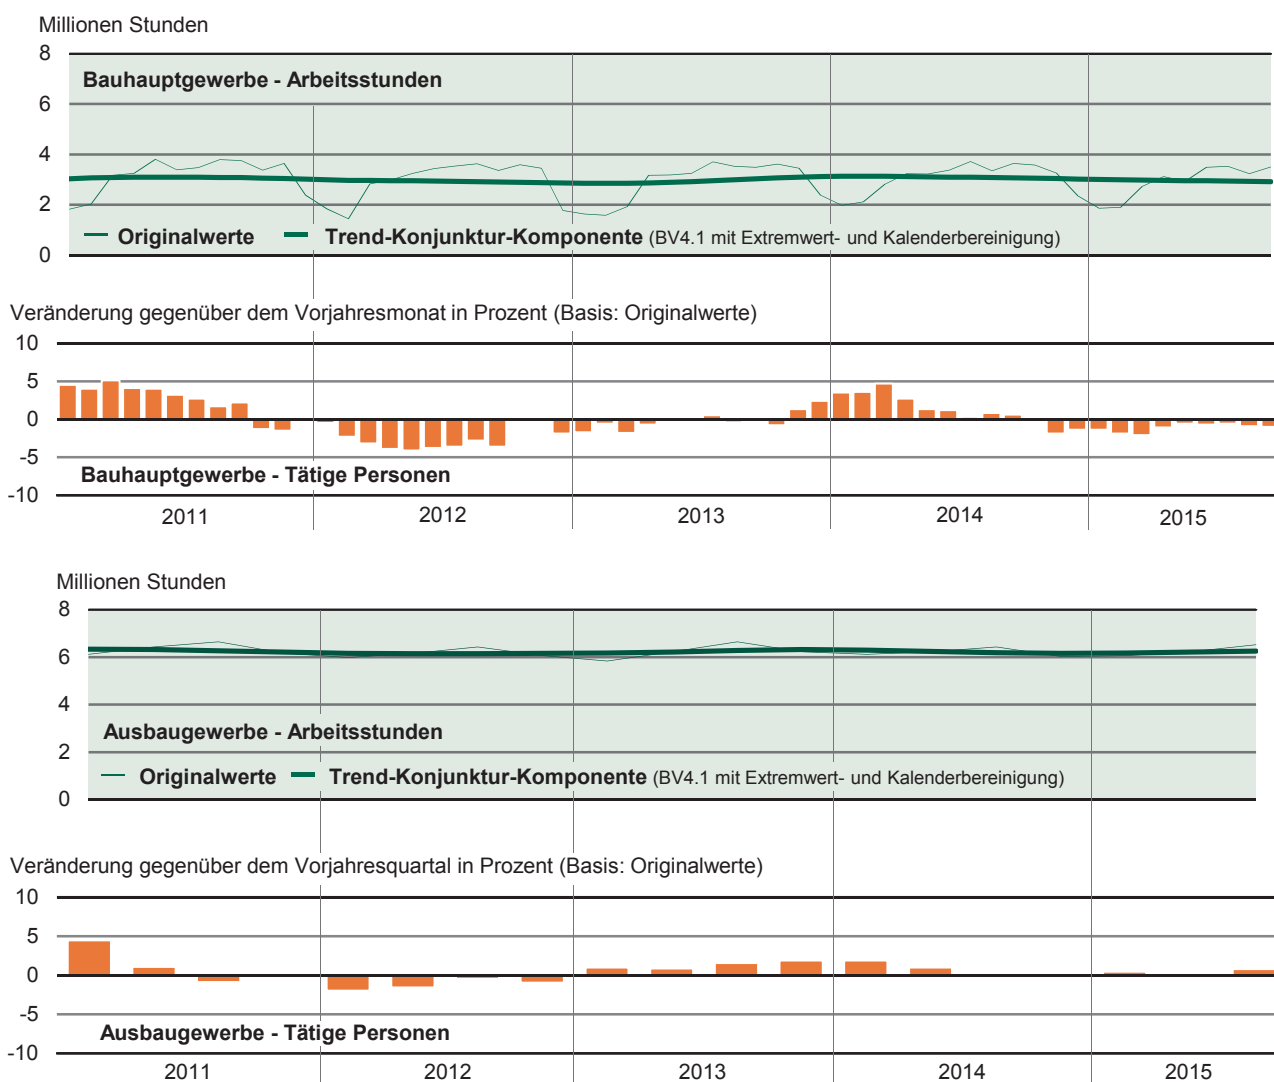 Millionen Stunden
8
Bauhauptgewerbe - Arbeitsstunden
6
4
2
Originalwerte Trend-Konjunktur-Komponente (BV4.1 mit Extremwert- und Kalenderbereinigung)
0
Veränderung gegenüber dem Vorjahresmonat in Prozent (Basis: Originalwerte)
10
5
0
-5
Bauhauptgewerbe - Tätige Personen
-10
2011 2012 2013 2014 2015
Millionen Stunden
8
6
4
Ausbaugewerbe - Arbeitsstunden
2
Originalwerte Trend-Konjunktur-Komponente (BV4.1 mit Extremwert- und Kalenderbereinigung)
0
Veränderung gegenüber dem Vorjahresquartal in Prozent (Basis: Originalwerte)
10
5
0
-5
Ausbaugewerbe - Tätige Personen
-10
2011 2012 2013 2014 2015